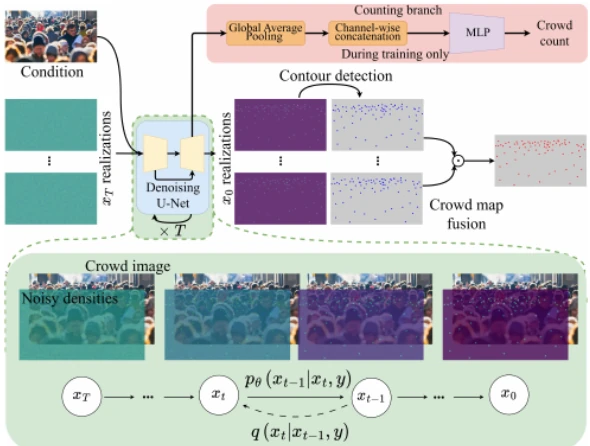 Counting branch
Global Average
Pooling
Channel-wise
concatenation
MLP
Crowd
count
During training only
Condition
Contour detection
x_T realizations
Denoising
U-Net
× T
x_0 realizations
...
...
...
Crowd map
fusion
Crowd image
Noisy densities
x_T
...
x_t
p_θ (x_{t-1}|x_t, y)
q (x_t|x_{t-1}, y)
x_{t-1}
...
x_0